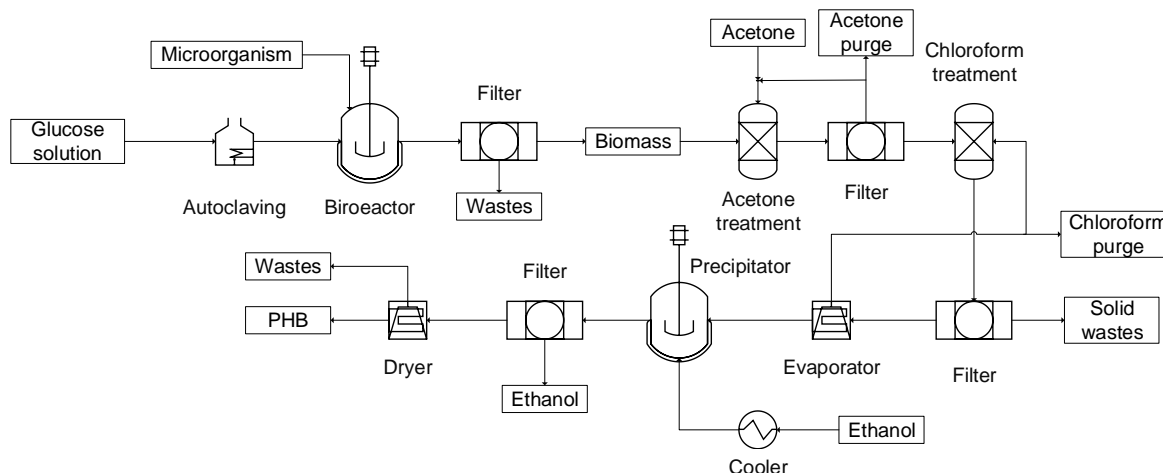 Acetone
Acetone
purge
Chloroform
treatment
Microorganism
Filter
Glucose
solution
Biomass
Autoclaving
Biroeactor
Wastes
Acetone
treatment
Filter
Chloroform
purge
Wastes
Filter
Precipitator
PHB
Solid
wastes
Dryer
Evaporator
Filter
Ethanol
Ethanol
Cooler